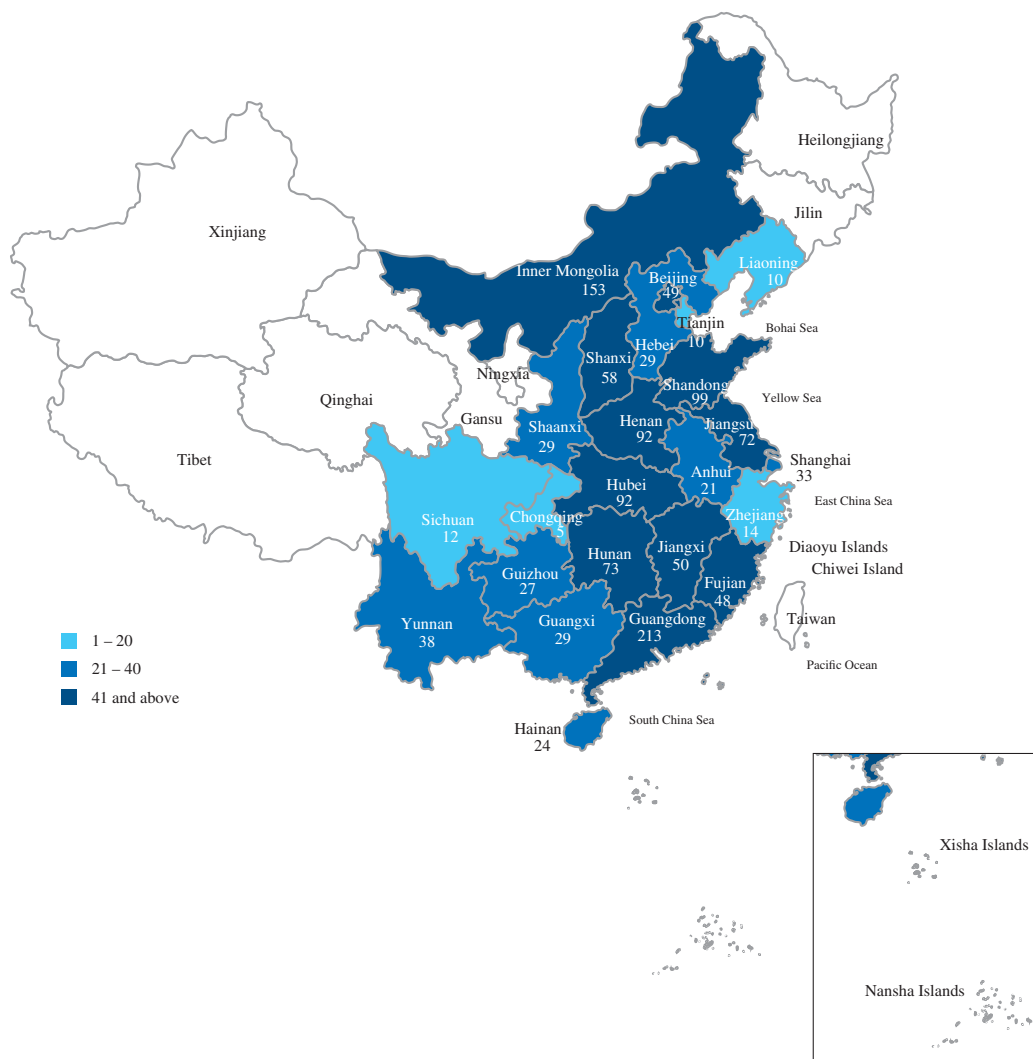 Heilongjiang
Jilin
Xinjiang
Inner Mongolia
153
Beijing
49
Liaoning
10
Tianjin
10
Bohai Sea
Hebei
29
Shanxi
58
Ningxia
Shandong
99
Qinghai
Yellow Sea
Gansu
Shaanxi
29
Henan
92
Jiangsu
72
Tibet
Shanghai
33
Anhui
21
Hubei
92
East China Sea
Sichuan
12
Chongqing
5
Zhejiang
14
Diaoyu Islands
Chiwei Island
Hunan
73
Jiangxi
50
Guizhou
27
Fujian
48
Taiwan
Yunnan
38
Guangxi
29
Guangdong
213
1 – 20
21 – 40
41 and above
Pacific Ocean
South China Sea
Hainan
24
Xisha Islands
Nansha Islands